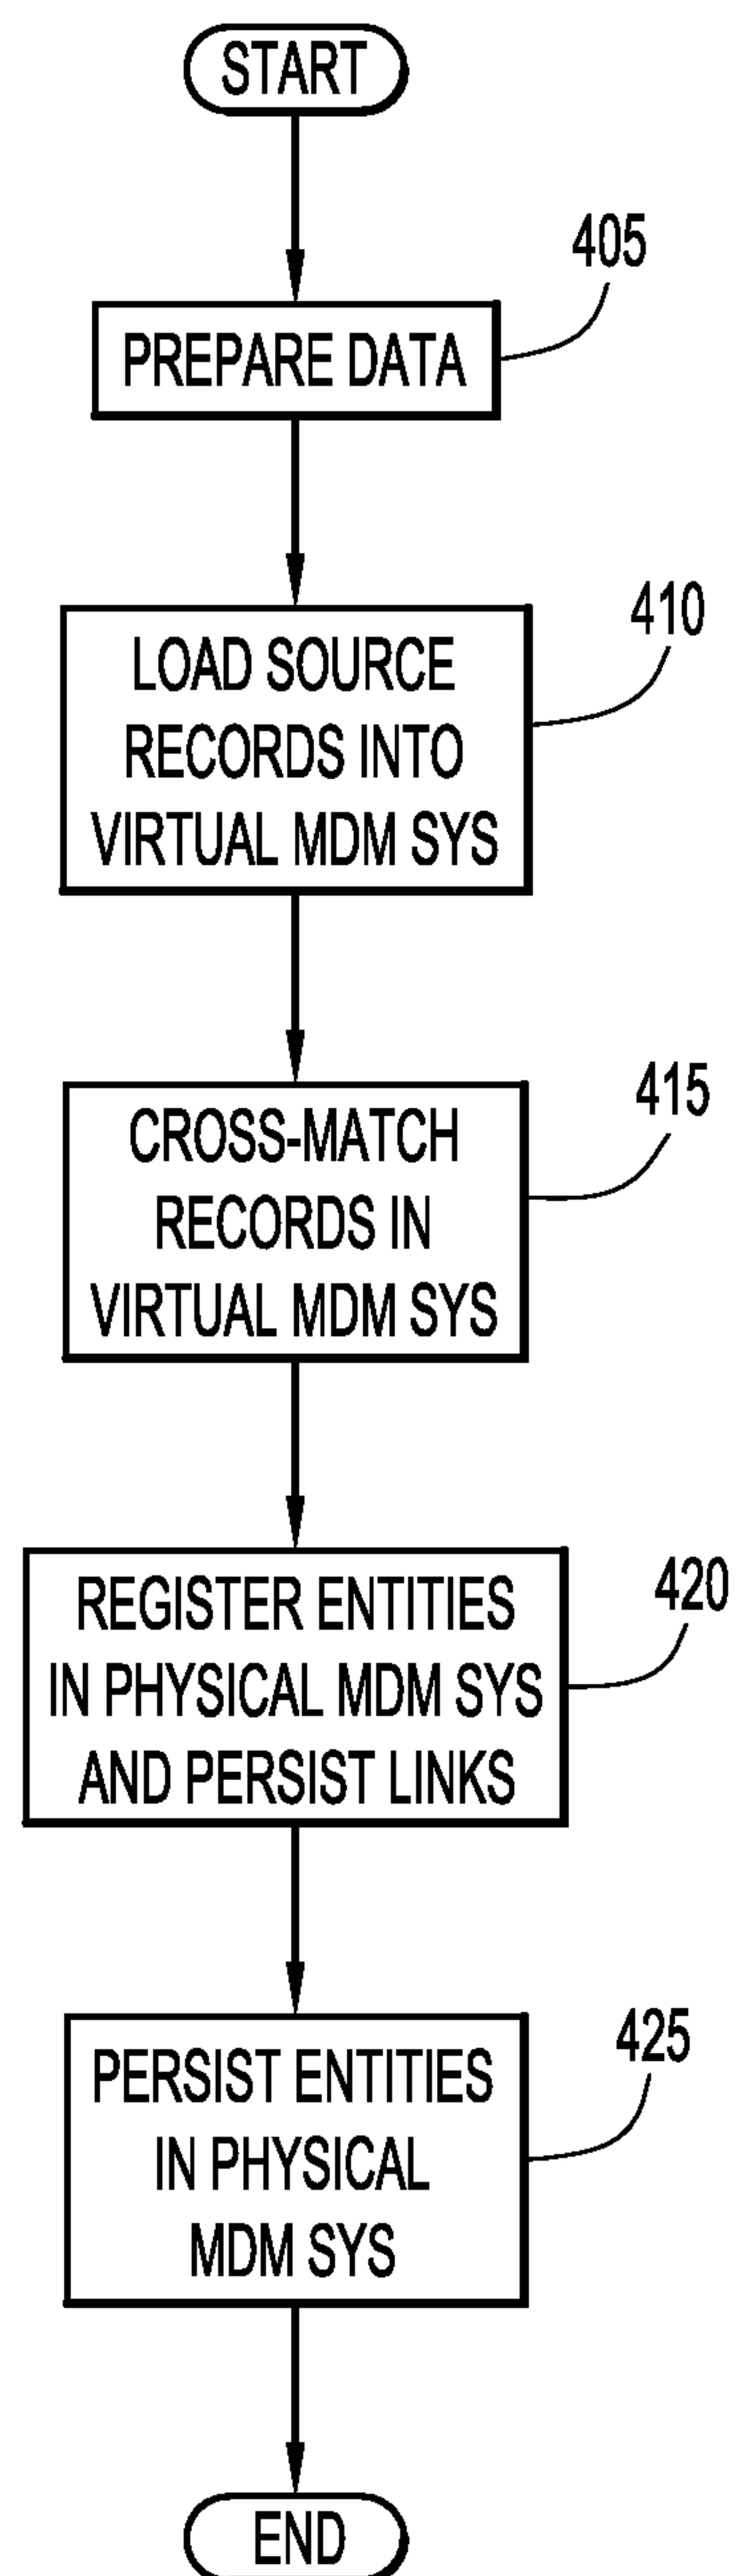 START
405
PREPARE DATA
410
LOAD SOURCE
RECORDS INTO
VIRTUAL MDM SYS
415
CROSS-MATCH
RECORDS IN
VIRTUAL MDM SYS
420
REGISTER ENTITIES
IN PHYSICAL MDM SYS
AND PERSIST LINKS
425
PERSIST ENTITIES
IN PHYSICAL
MDM SYS
END